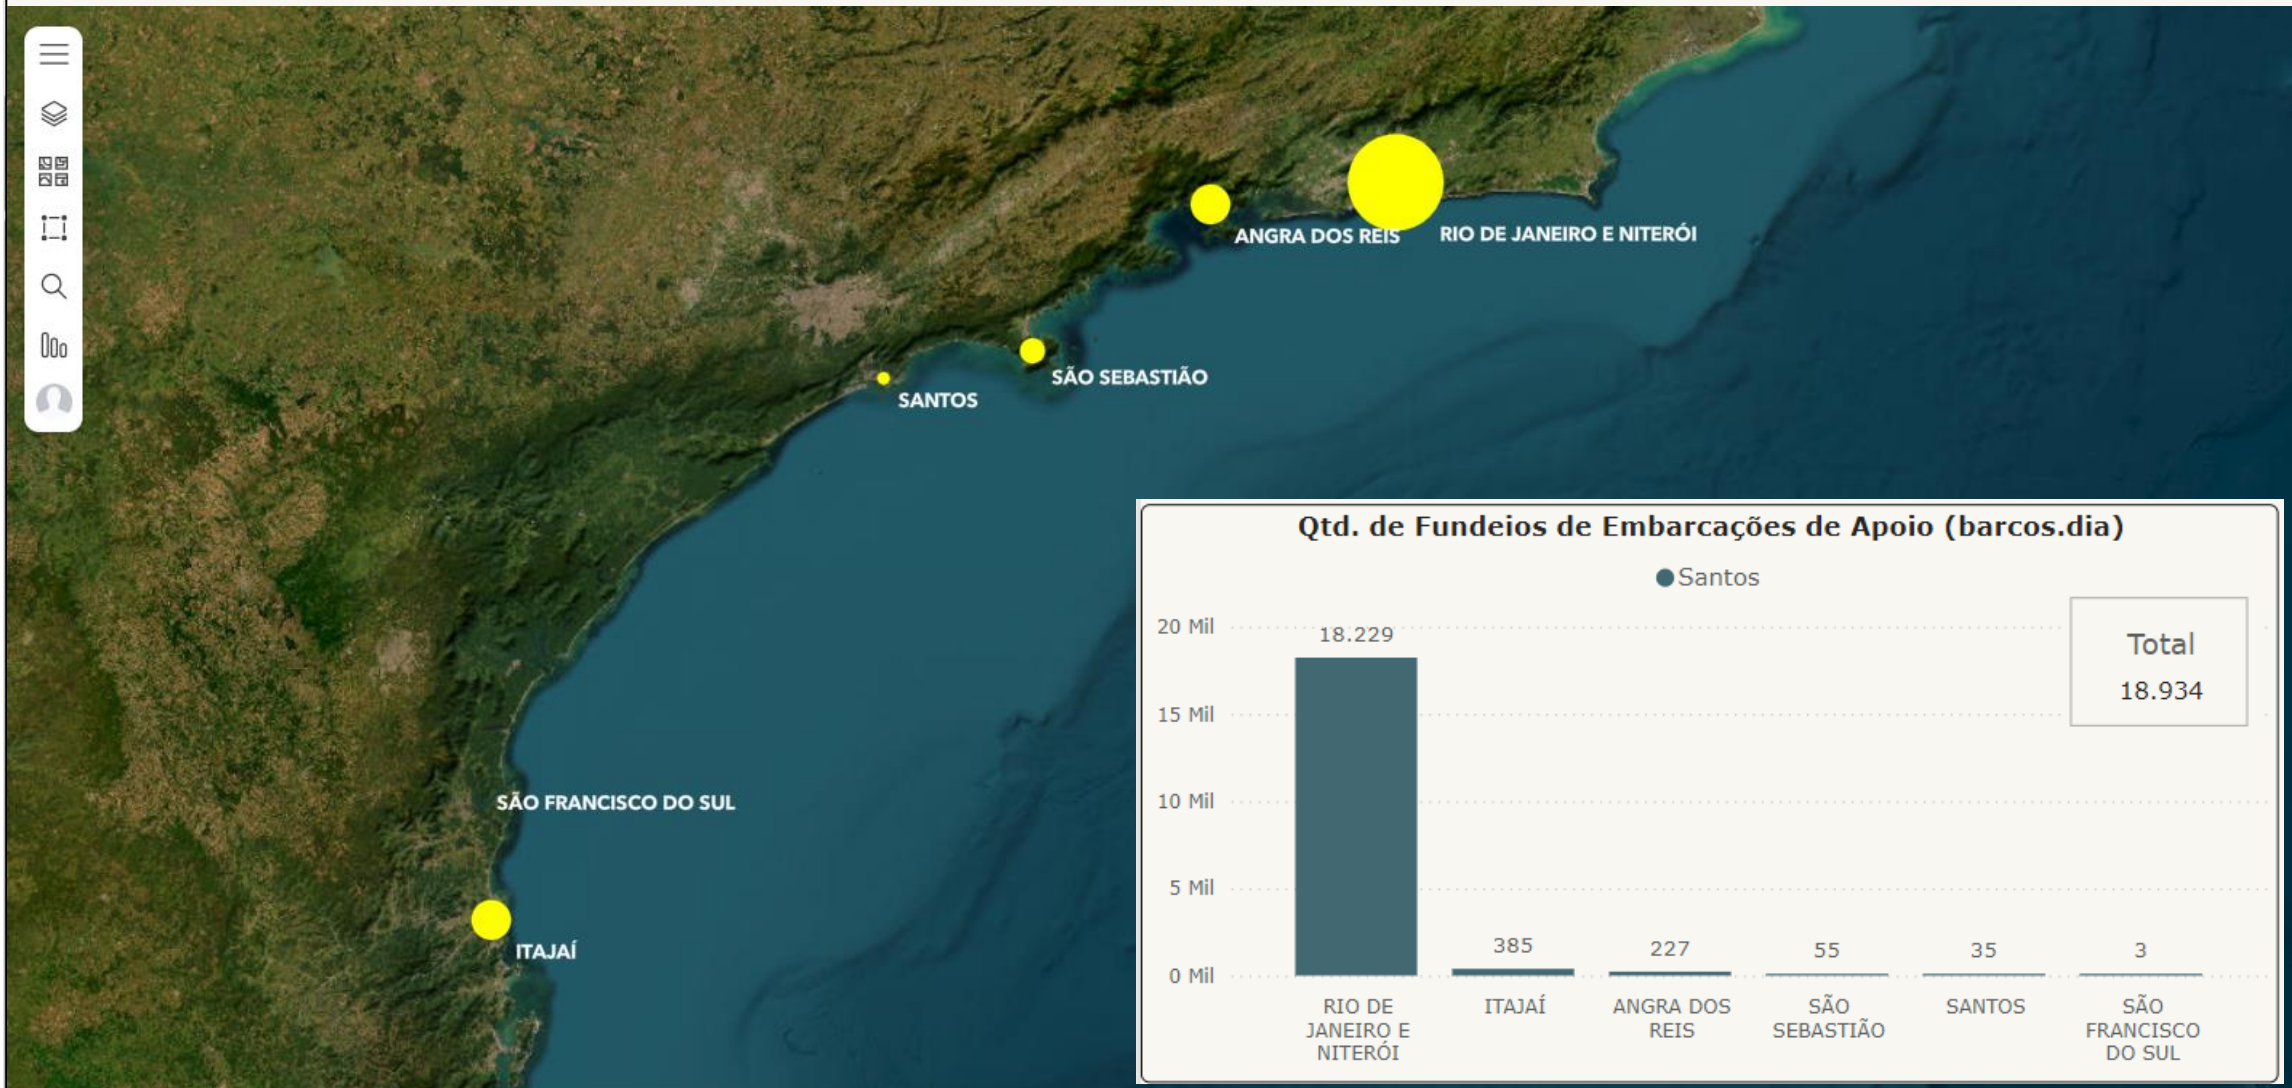 ANGRA DOS REIS
RIO DE JANEIRO E NITERÓI
SÃO SEBASTIÃO
SANTOS
SÃO FRANCISCO DO SUL
ITAJAÍ
Qtd. de Fundeios de Embarcações de Apoio (barcos.dia)
Santos
20 Mil
15 Mil
10 Mil
5 Mil
0 Mil
18.229
385
227
55
35
3
Total
18.934
RIO DE
JANEIRO E
NITERÓI
ITAJAÍ
ANGRA DOS
REIS
SÃO
SEBASTIÃO
SANTOS
SÃO
FRANCISCO
DO SUL